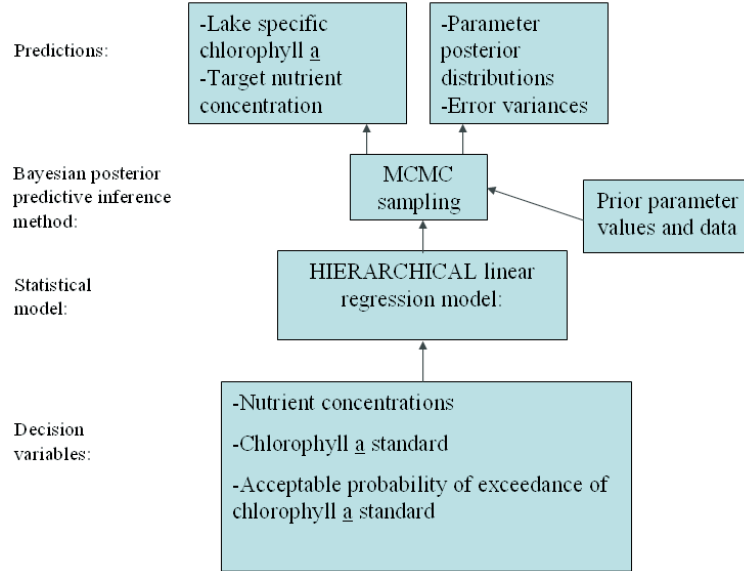 Predictions:
-Lake specific
chlorophyll a
-Target nutrient
concentration
-Parameter
posterior
distributions
-Error variances
Bayesian posterior
predictive inference
method:
MCMC
sampling
Prior parameter
values and data
Statistical
model:
HIERARCHICAL linear
regression model:
Decision
variables:
-Nutrient concentrations
-Chlorophyll a standard
-Acceptable probability of exceedance of
chlorophyll a standard